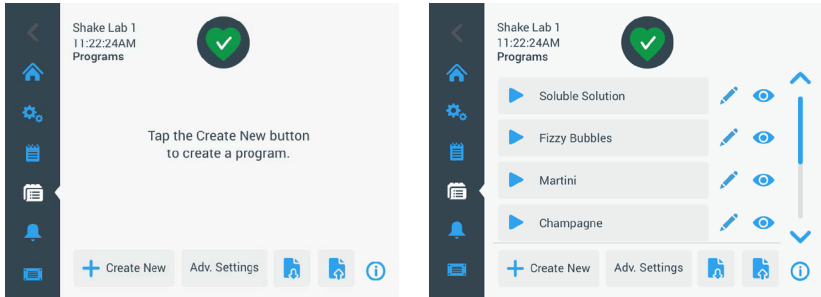 Shake Lab 1
11:22:24AM
Programs
Tap the Create New button
to create a program.
Create New
Adv. Settings
Shake Lab 1
11:22:24AM
Programs
Soluble Solution
Fizzy Bubbles
Martini
Champagne
Create New
Adv. Settings